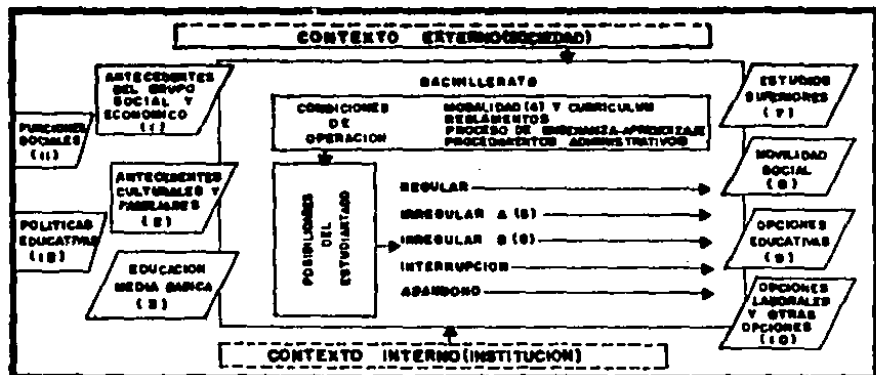 CONTEXTO EXTERNO(SOCIEDAD)
ANTECEDENTES
DEL GRUPO
SOCIAL Y
ECONOMICO
(1)
FUNCIONES
SOCIALES
(11)
ANTECEDENTES
CULTURALES Y
FAMILIARES
(2)
POLITICAS
EDUCATIVAS
(12)
EDUCACION
MEDIA BASICA
(3)
BACHILLERATO
CONDICIONES
DE
OPERACION
MODALIDAD(4) Y CURRICULUM
REGLAMENTOS
PROCESO DE ENSEÑANZA-APRENDIZAJE
PROCEDIMIENTOS ADMINISTRATIVOS
POSIBILIDADES
DEL
ESTUDIANTADO
REGULAR
IRREGULAR A (5)
IRREGULAR B (6)
INTERRUPCION
ABANDONO
ESTUDIOS
SUPERIORES
(7)
MOVILIDAD
SOCIAL
(8)
OPCIONES
EDUCATIVAS
(9)
OPCIONES
LABORALES
Y OTRAS
OPCIONES
(10)
CONTEXTO INTERNO(INSTITUCION)